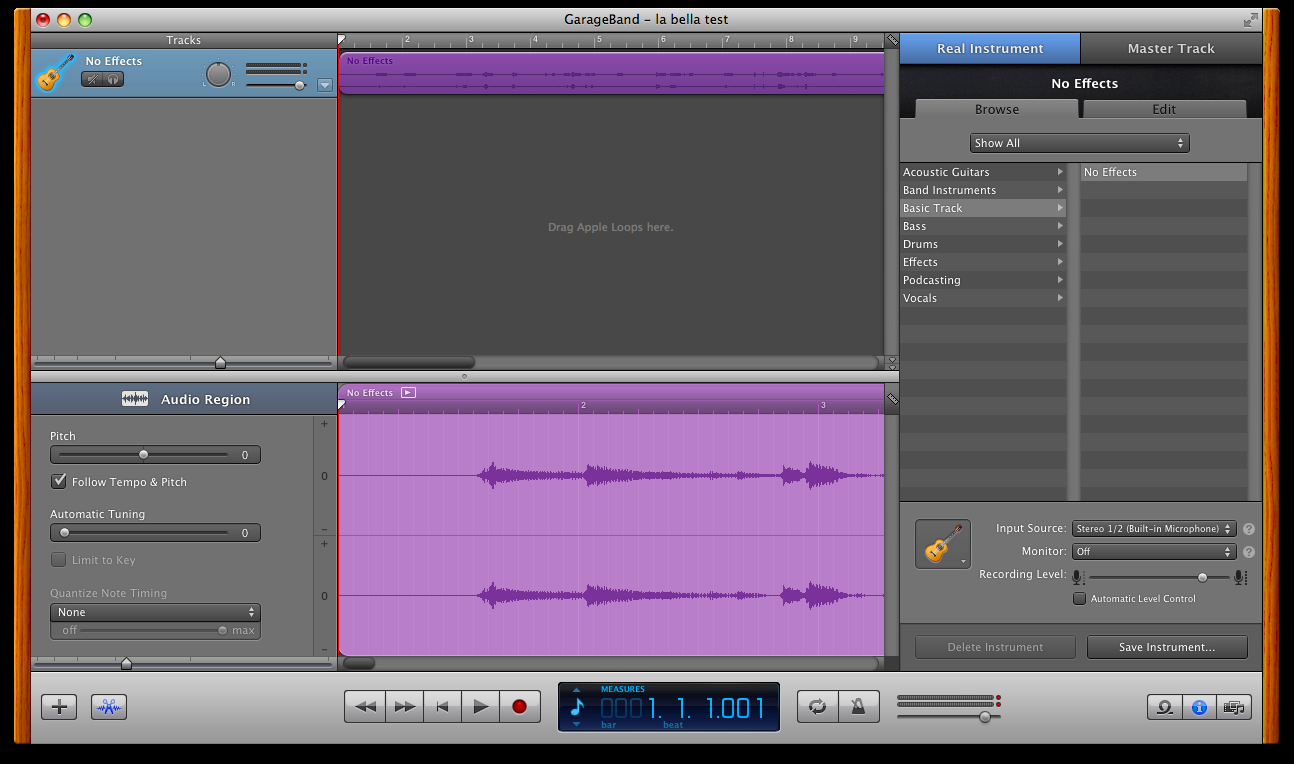 GarageBand – la bella test
Tracks
2 3 4 5 6 7 8 9
No Effects
L R
No Effects
Drag Apple Loops here.
Real Instrument Master Track
No Effects
Browse Edit
Show All
Acoustic Guitars
Band Instruments
Basic Track
Bass
Drums
Effects
Podcasting
Vocals
No Effects
Audio Region
Pitch
0
Follow Tempo & Pitch
Automatic Tuning
0
Limit to Key
Quantize Note Timing
None
off max
No Effects
2 3
+
0
–
+
0
–
Input Source: Stereo 1/2 (Built-in Microphone) ?
Monitor: Off ?
Recording Level:
Automatic Level Control
Delete Instrument Save Instrument...
MEASURES
0001. 1. 1.001
bar beat